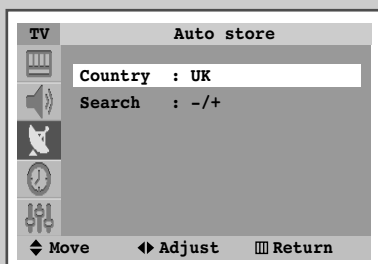 TV Auto store
Country : UK
Search : –/+
Move Adjust Return